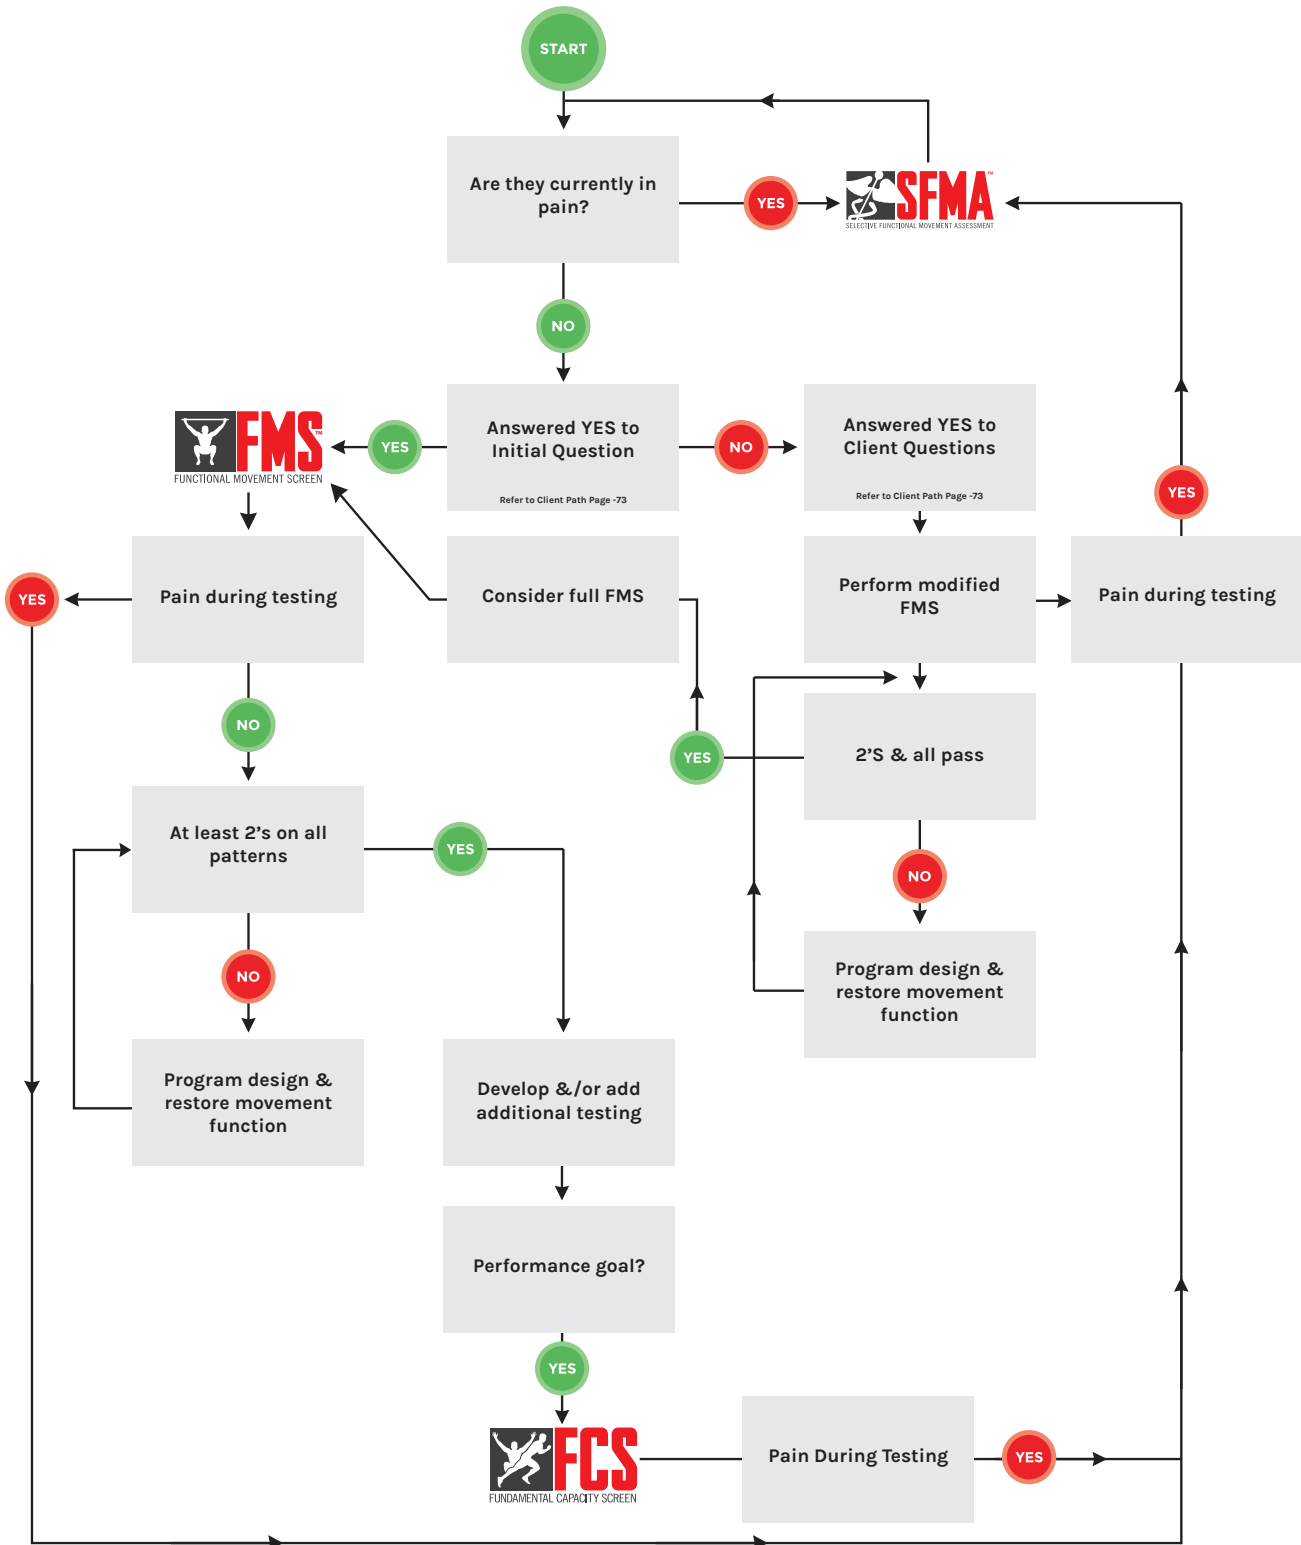 START
Are they currently in
pain?
YES
SFMA™
SELECTIVE FUNCTIONAL MOVEMENT ASSESSMENT
NO
FMS™
FUNCTIONAL MOVEMENT SCREEN
YES
Answered YES to
Initial Question
Refer to Client Path Page -73
NO
Answered YES to
Client Questions
Refer to Client Path Page -73
YES
YES
Pain during testing
Consider full FMS
Perform modified
FMS
Pain during testing
NO
YES
2'S & all pass
At least 2's on all
patterns
YES
NO
NO
Program design &
restore movement
function
Program design &
restore movement
function
Develop &/or add
additional testing
Performance goal?
YES
FCS
FUNDAMENTAL CAPACITY SCREEN
Pain During Testing
YES